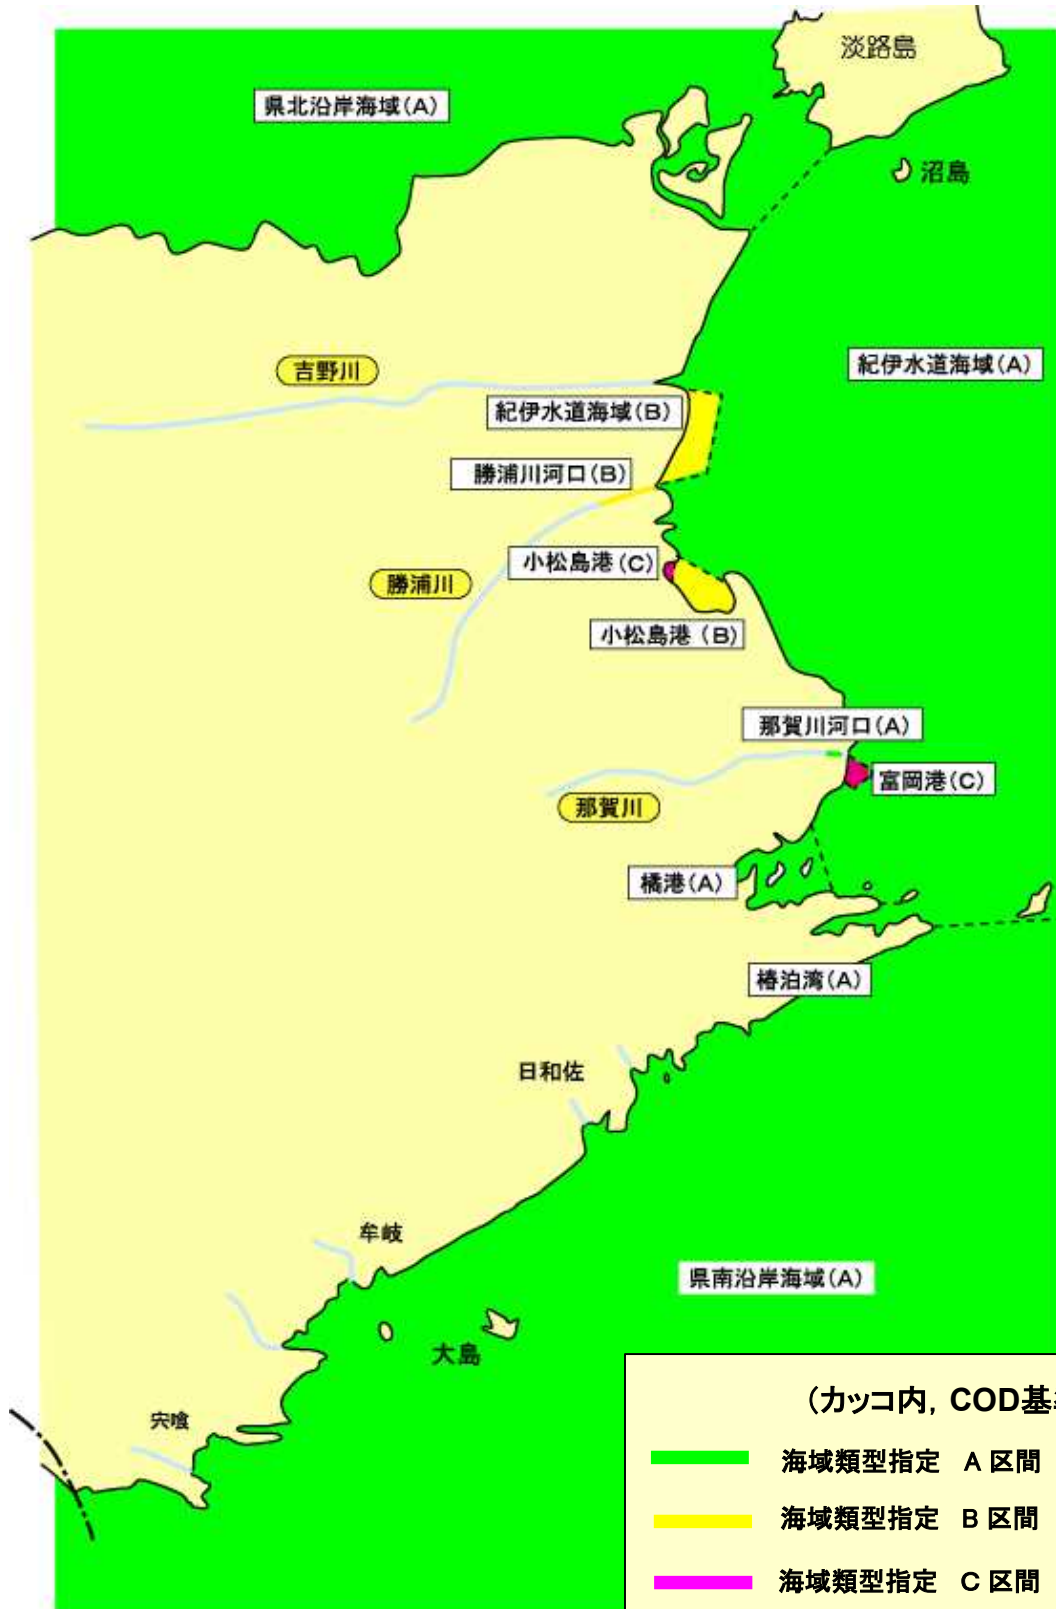 淡路島
県北沿岸海域(A)
沼島
紀伊水道海域(A)
吉野川
紀伊水道海域(B)
勝浦川河口(B)
小松島港(C)
勝浦川
小松島港(B)
那賀川河口(A)
富岡港(C)
那賀川
橘港(A)
椿泊湾(A)
日和佐
牟岐
県南沿岸海域(A)
大島
宍喰
(カッコ内, COD基
海域類型指定 A 区間
海域類型指定 B 区間
海域類型指定 C 区間